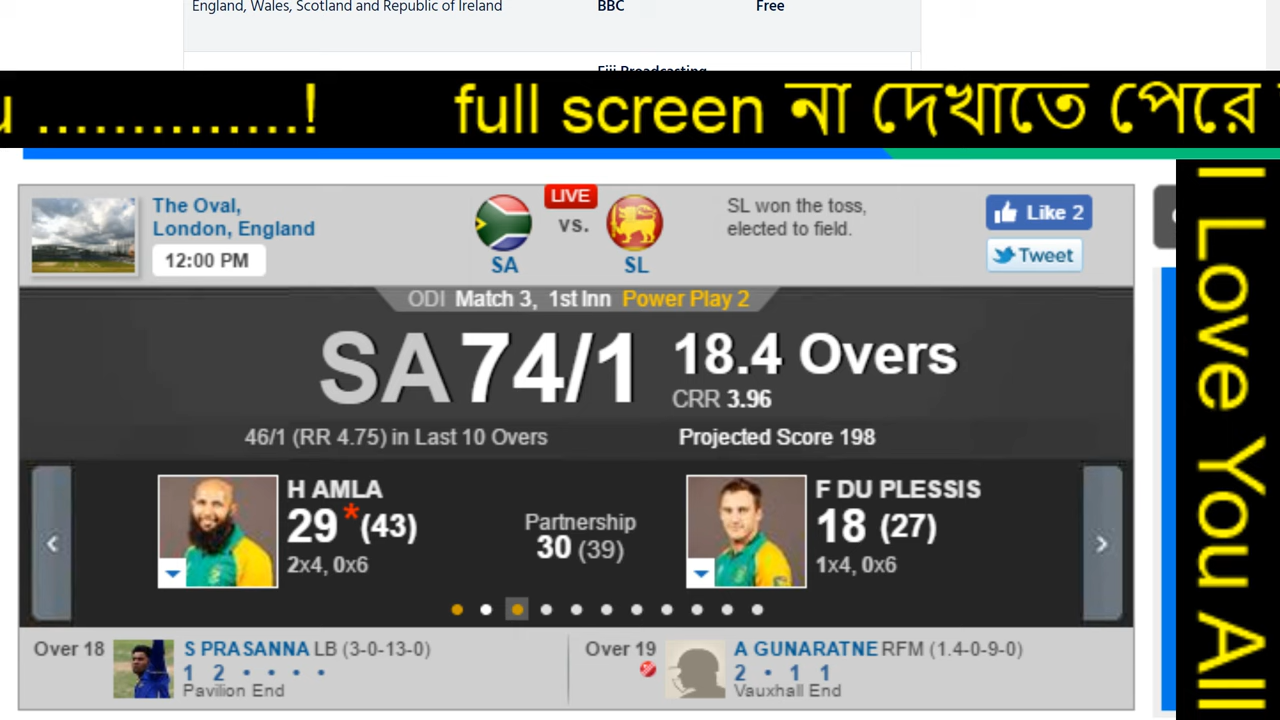 England, Wales, Scotland and Republic of Ireland BBC Free
full screen না দেখাতে পেরে
The Oval,
London, England
12:00 PM
LIVE
vs.
SA
SL
SL won the toss,
elected to field.
Like 2
Tweet
ODI Match 3, 1st Inn Power Play 2
SA 74/1
18.4 Overs
CRR 3.96
46/1 (RR 4.75) in Last 10 Overs
Projected Score 198
H AMLA
29*(43)
2x4, 0x6
Partnership
30 (39)
F DU PLESSIS
18 (27)
1x4, 0x6
Over 18
S PRASANNA LB (3-0-13-0)
1 2 • • • •
Pavilion End
Over 19
A GUNARATNE RFM (1.4-0-9-0)
2 • 1 1
Vauxhall End
I Love You All